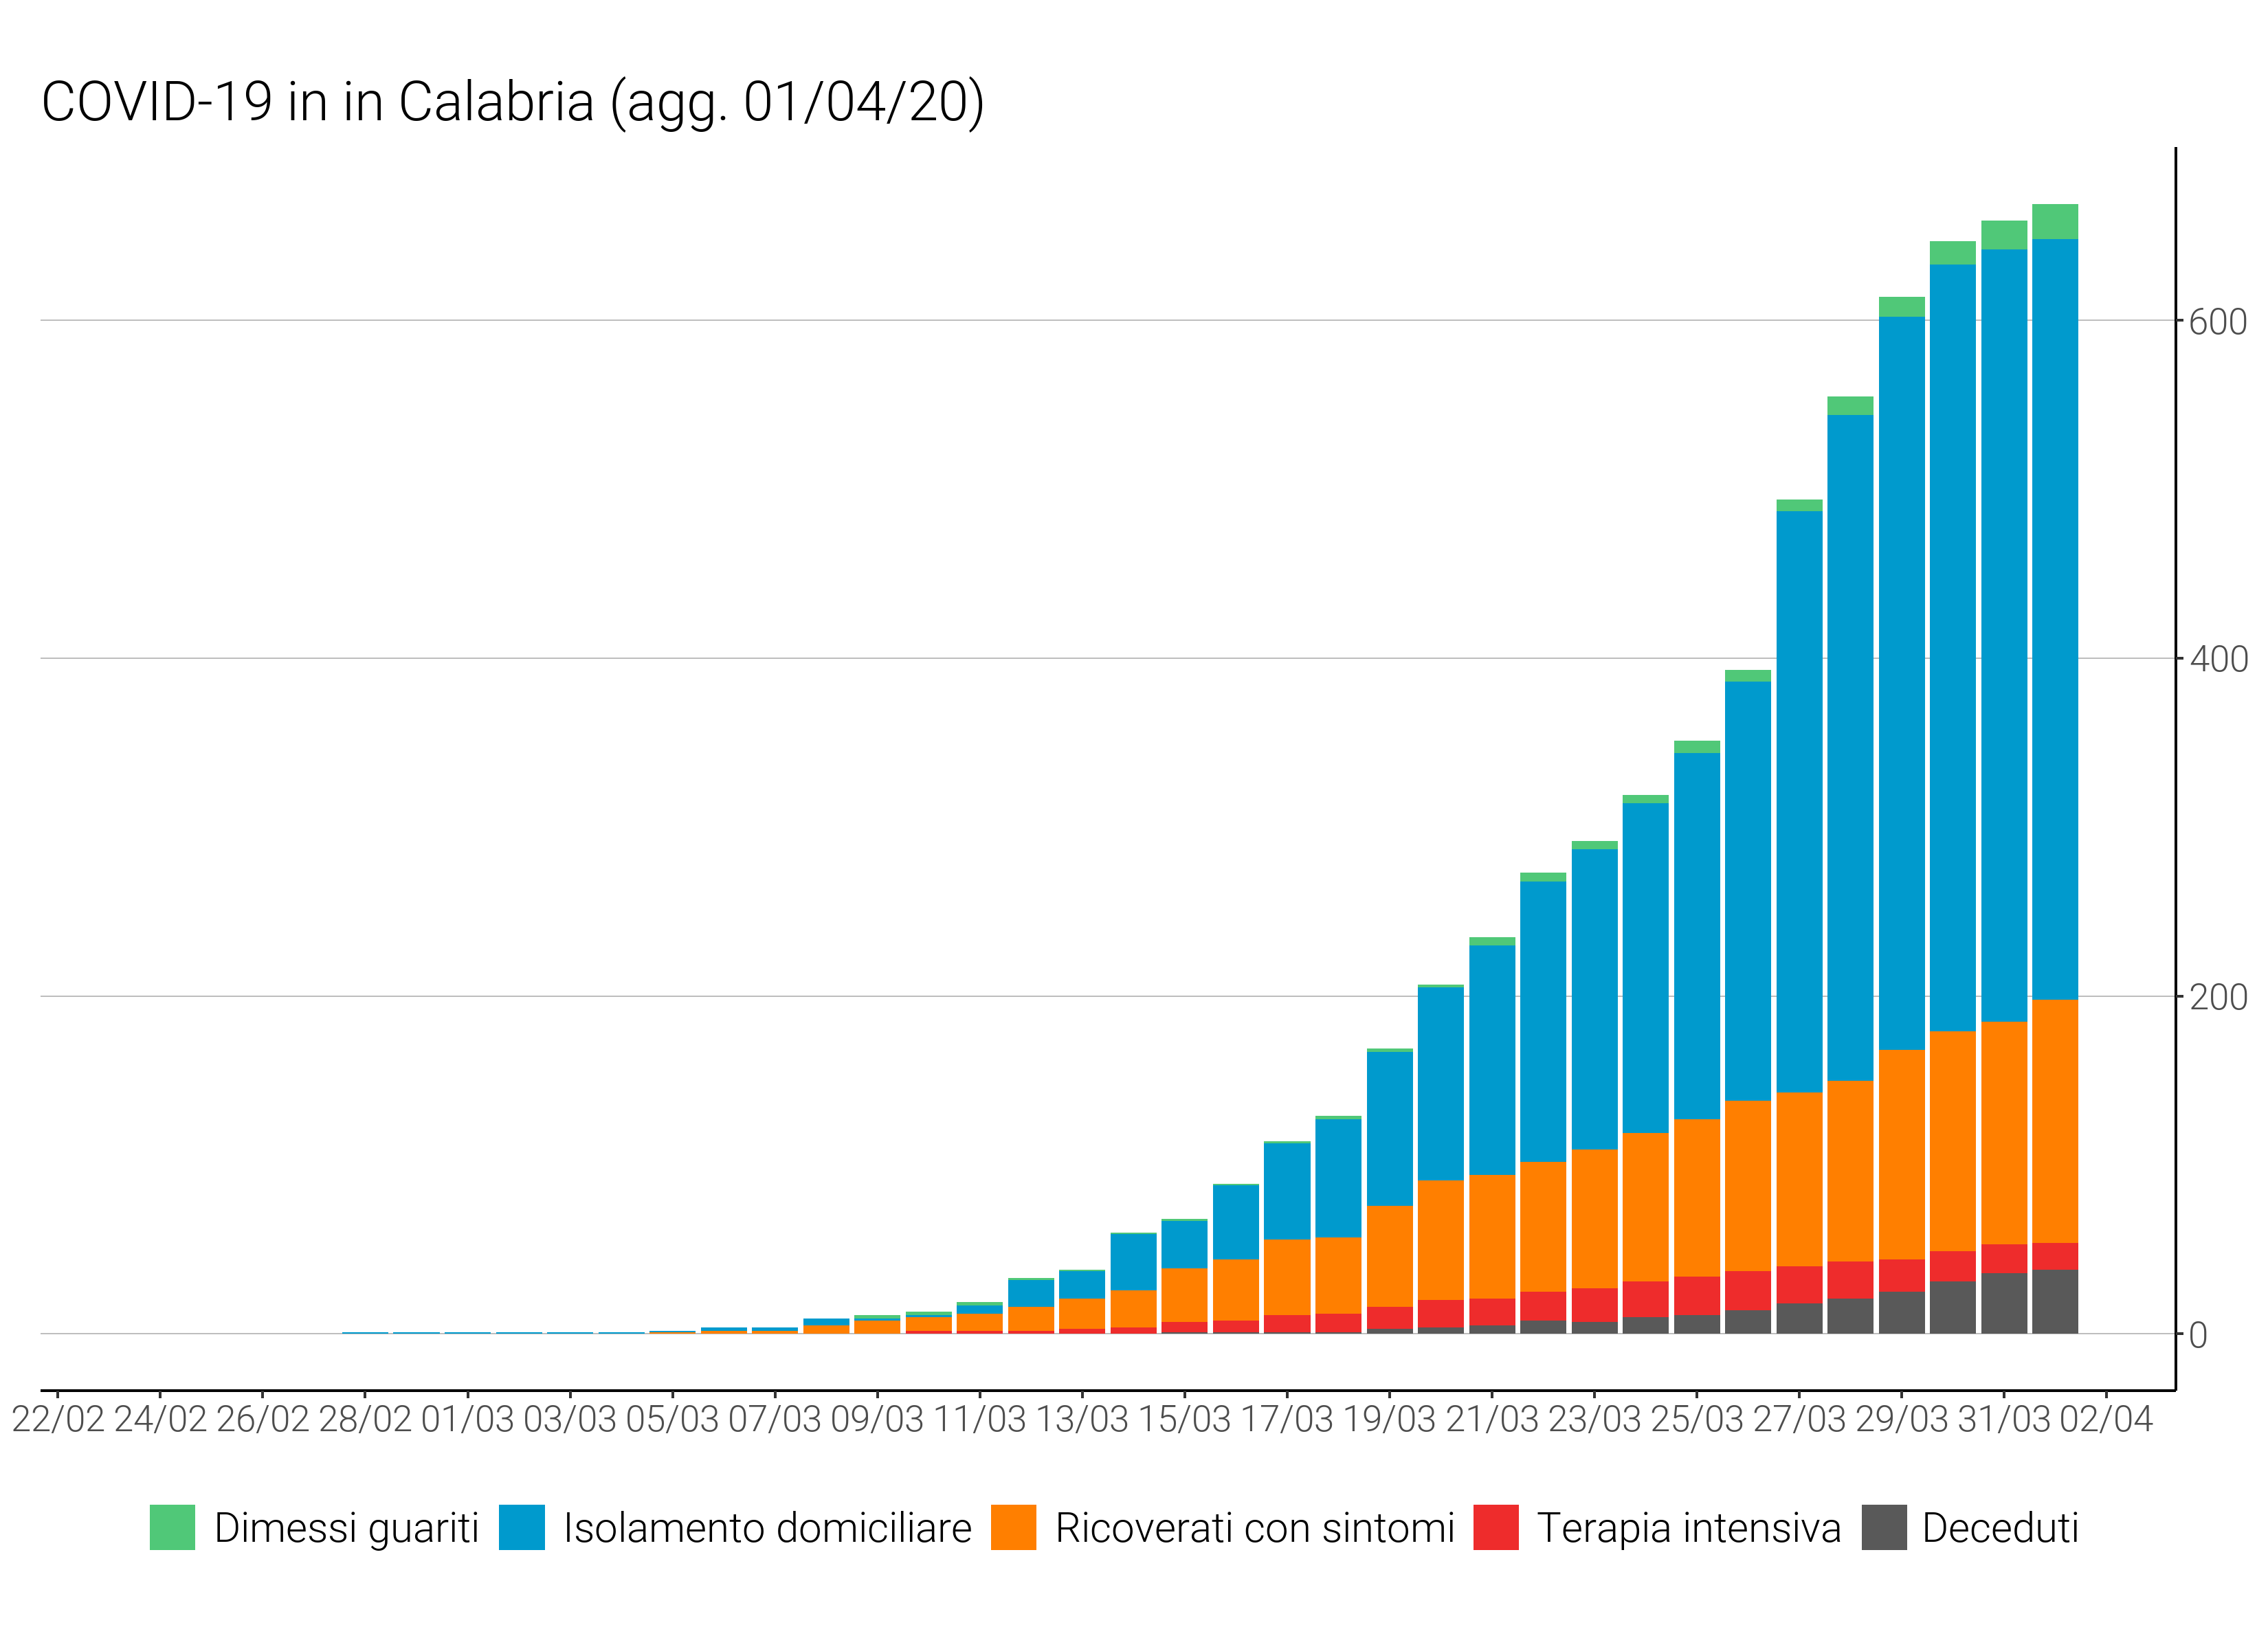 COVID-19 in in Calabria (agg. 01/04/20)
600
400
200
0
22/02 24/02 26/02 28/02 01/03 03/03 05/03 07/03 09/03 11/03 13/03 15/03 17/03 19/03 21/03 23/03 25/03 27/03 29/03 31/03 02/04
Dimessi guariti Isolamento domiciliare Ricoverati con sintomi Terapia intensiva Deceduti